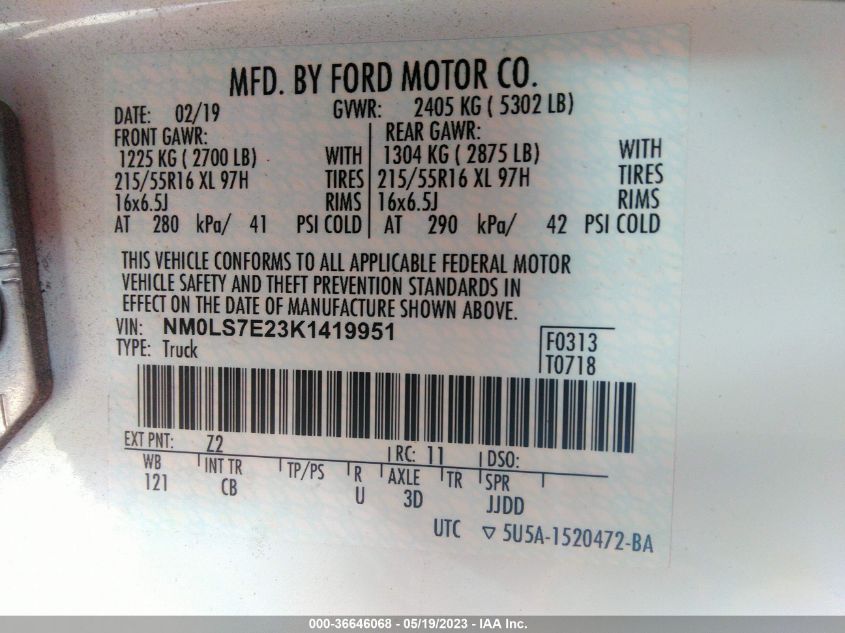 MFD. BY FORD MOTOR CO.
DATE: 02/19 GVWR: 2405 KG ( 5302 LB)
FRONT GAWR: REAR GAWR:
1225 KG ( 2700 LB) WITH 1304 KG ( 2875 LB) WITH
215/55R16 XL 97H TIRES 215/55R16 XL 97H TIRES
16x6.5J RIMS 16x6.5J RIMS
AT 280 kPa/ 41 PSI COLD AT 290 kPa/ 42 PSI COLD
THIS VEHICLE CONFORMS TO ALL APPLICABLE FEDERAL MOTOR
VEHICLE SAFETY AND THEFT PREVENTION STANDARDS IN
EFFECT ON THE DATE OF MANUFACTURE SHOWN ABOVE.
VIN: NM0LS7E23K1419951
TYPE: Truck
F0313
T0718
EXT PNT: Z2 RC: 11 DSO:
WB INT TR TP/PS R AXLE TR SPR
121 CB U 3D JJDD
UTC ▽ 5U5A-1520472-BA
000-36646068 - 05/19/2023 - IAA Inc.